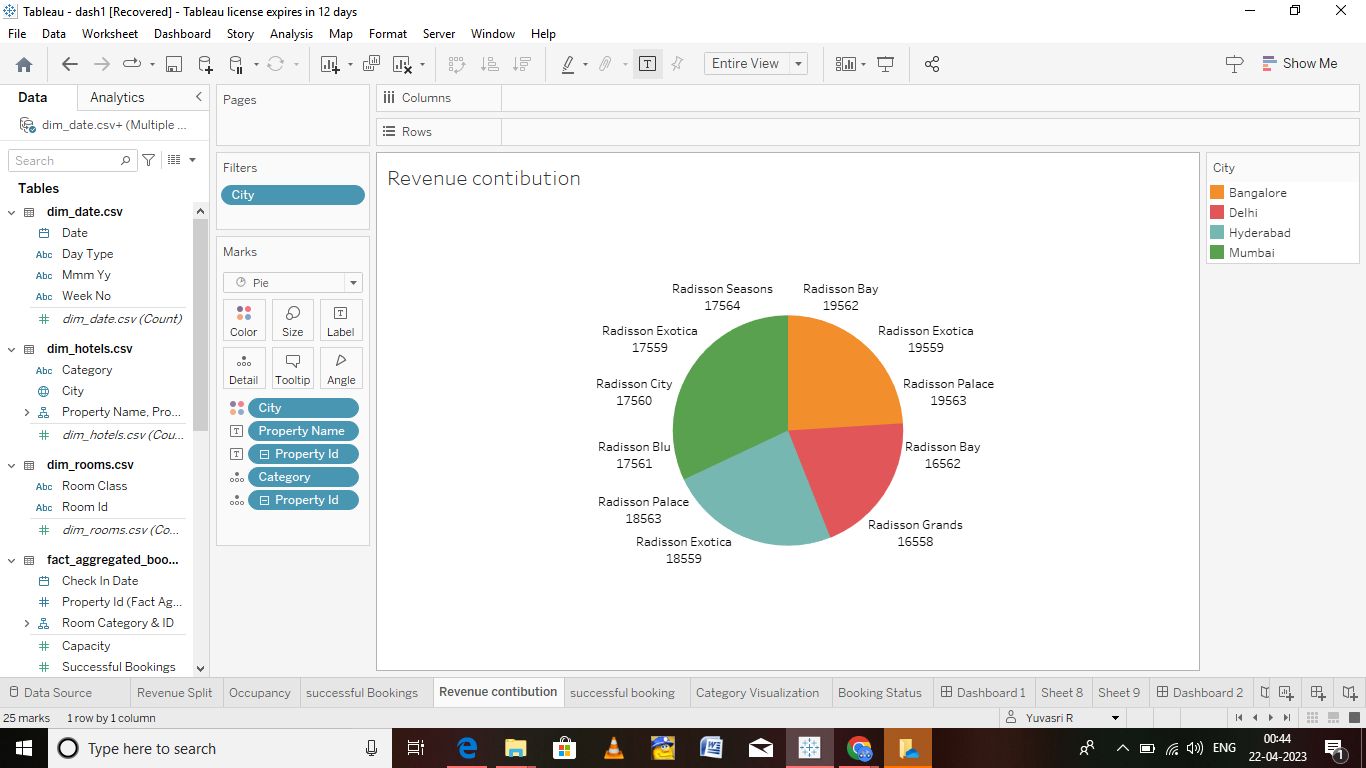 Tableau - dash1 [Recovered] - Tableau license expires in 12 days
File Data Worksheet Dashboard Story Analysis Map Format Server Window Help
Entire View
Show Me
Data Analytics
dim_date.csv+ (Multiple ...
Search
Tables
dim_date.csv
Date
Abc Day Type
Abc Mmm Yy
Abc Week No
dim_date.csv (Count)
dim_hotels.csv
Abc Category
City
Property Name, Pro...
dim_hotels.csv (Cou...
dim_rooms.csv
Abc Room Class
Abc Room Id
dim_rooms.csv (Co...
fact_aggregated_boo...
Check In Date
Property Id (Fact Ag...
Room Category & ID
Capacity
Successful Bookings
Pages
Filters
City
Marks
Pie
Color Size Label
Detail Tooltip Angle
City
Property Name
Property Id
Category
Property Id
Columns
Rows
Revenue contibution
Radisson Seasons
17564
Radisson Bay
19562
Radisson Exotica
17559
Radisson Exotica
19559
Radisson City
17560
Radisson Palace
19563
Radisson Blu
17561
Radisson Bay
16562
Radisson Palace
18563
Radisson Grands
16558
Radisson Exotica
18559
City
Bangalore
Delhi
Hyderabad
Mumbai
Data Source Revenue Split Occupancy successful Bookings Revenue contibution successful booking Category Visualization Booking Status Dashboard 1 Sheet 8 Sheet 9 Dashboard 2
25 marks 1 row by 1 column
Yuvasri R
Type here to search
ENG
00:44
22-04-2023
1